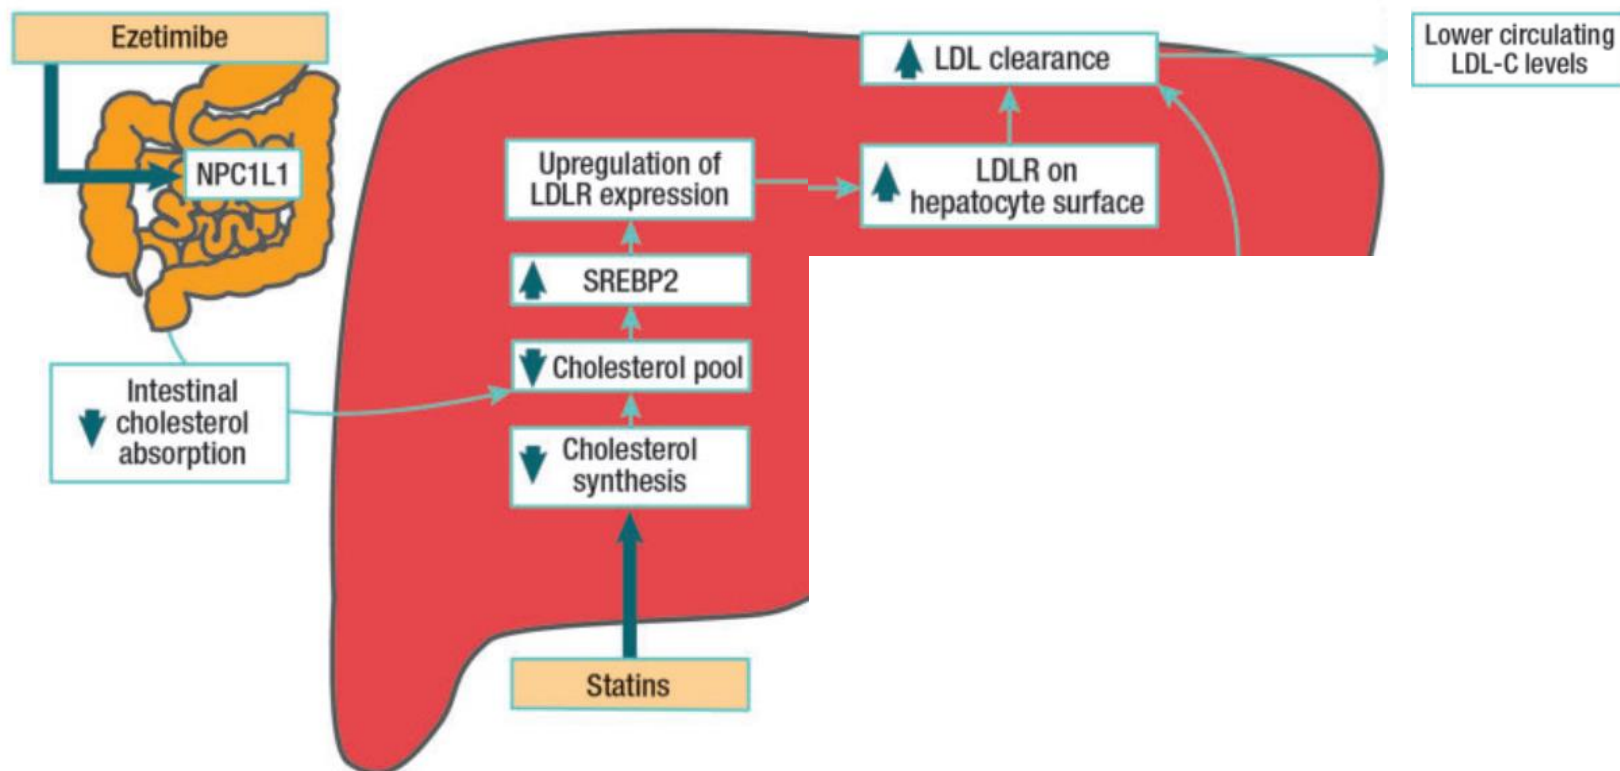 Ezetimibe
NPC1L1
Intestinal
cholesterol
absorption
Upregulation of
LDLR expression
SREBP2
Cholesterol pool
Cholesterol
synthesis
Statins
LDL clearance
LDLR on
hepatocyte surface
Lower circulating
LDL-C levels